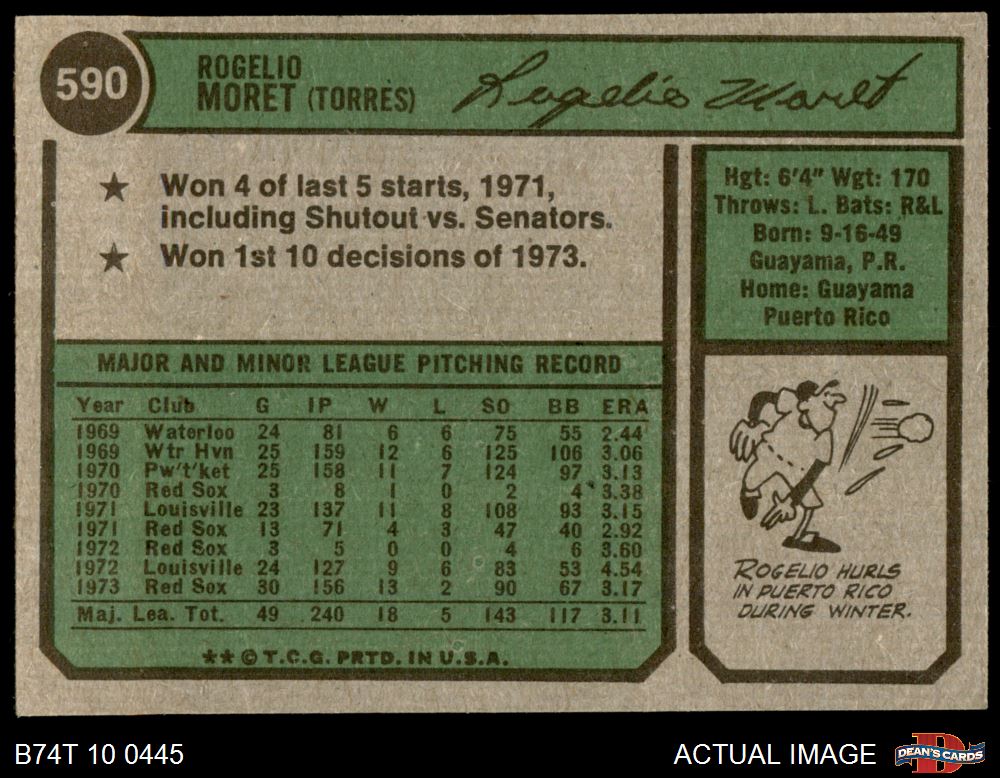 590
ROGELIO
MORET (TORRES)
Rogelio Moret
★ Won 4 of last 5 starts, 1971,
including Shutout vs. Senators.
★ Won 1st 10 decisions of 1973.
Hgt: 6'4" Wgt: 170
Throws: L. Bats: R&L
Born: 9-16-49
Guayama, P.R.
Home: Guayama
Puerto Rico
MAJOR AND MINOR LEAGUE PITCHING RECORD
Year Club G IP W L SO BB ERA
1969 Waterloo 24 81 6 6 75 55 2.44
1969 Wtr Hvn 25 159 12 6 125 106 3.06
1970 Pw't'ket 25 158 11 7 124 97 3.13
1970 Red Sox 3 8 1 0 2 4 3.38
1971 Louisville 23 137 11 8 108 93 3.15
1971 Red Sox 13 71 4 3 47 40 2.92
1972 Red Sox 3 5 0 0 4 6 3.60
1972 Louisville 24 127 9 6 83 53 4.54
1973 Red Sox 30 156 13 2 90 67 3.17
Maj. Lea. Tot. 49 240 18 5 143 117 3.11
** © T.C.G. PRTD. IN U.S.A.
ROGELIO HURLS
IN PUERTO RICO
DURING WINTER.
B74T 10 0445
ACTUAL IMAGE
DEAN'S CARDS